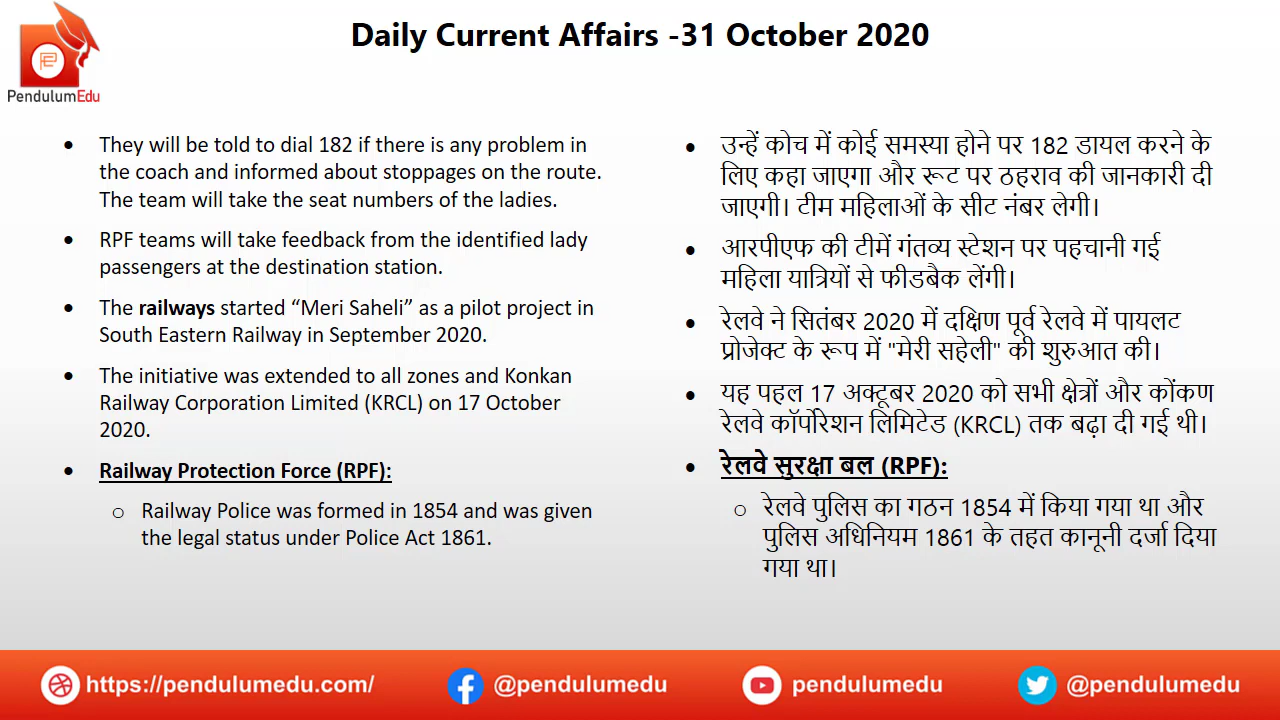 Daily Current Affairs -31 October 2020
PendulumEdu
• They will be told to dial 182 if there is any problem in
the coach and informed about stoppages on the route.
The team will take the seat numbers of the ladies.
• RPF teams will take feedback from the identified lady
passengers at the destination station.
• The railways started “Meri Saheli” as a pilot project in
South Eastern Railway in September 2020.
• The initiative was extended to all zones and Konkan
Railway Corporation Limited (KRCL) on 17 October
2020.
• Railway Protection Force (RPF):
o Railway Police was formed in 1854 and was given
the legal status under Police Act 1861.
• उन्हें कोच में कोई समस्या होने पर 182 डायल करने के
लिए कहा जाएगा और रूट पर ठहराव की जानकारी दी
जाएगी। टीम महिलाओं के सीट नंबर लेगी।
• आरपीएफ की टीमें गंतव्य स्टेशन पर पहचानी गई
महिला यात्रियों से फीडबैक लेंगी।
• रेलवे ने सितंबर 2020 में दक्षिण पूर्व रेलवे में पायलट
प्रोजेक्ट के रूप में "मेरी सहेली" की शुरुआत की।
• यह पहल 17 अक्टूबर 2020 को सभी क्षेत्रों और कोंकण
रेलवे कॉर्पोरेशन लिमिटेड (KRCL) तक बढ़ा दी गई थी।
• रेलवे सुरक्षा बल (RPF):
o रेलवे पुलिस का गठन 1854 में किया गया था और
पुलिस अधिनियम 1861 के तहत कानूनी दर्जा दिया
गया था।
https://pendulumedu.com/
@pendulumedu
pendulumedu
@pendulumedu